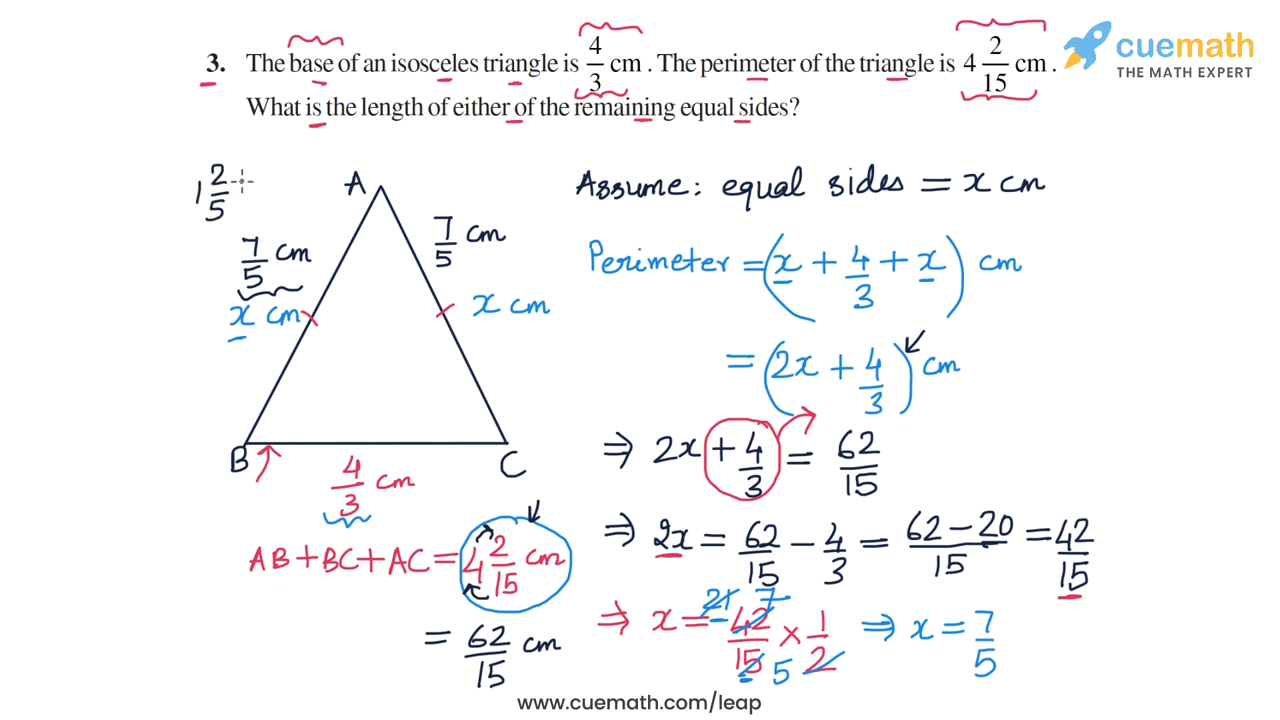 3. The base of an isosceles triangle is 4/3 cm. The perimeter of the triangle is 4 2/15 cm.
What is the length of either of the remaining equal sides?
cuemath
THE MATH EXPERT
1 2/5
A
7/5 cm
7/5 cm
x cm
x cm
B
C
4/3 cm
AB+BC+AC = 4 2/15 cm
= 62/15 cm
Assume: equal sides = x cm
Perimeter = (x + 4/3 + x) cm
= (2x + 4/3) cm
⇒ 2x + 4/3 = 62/15
⇒ 2x = 62/15 − 4/3 = 62−20/15 = 42/15
21 7
⇒ x = 42/15 × 1/2 ⇒ x = 7/5
5
www.cuemath.com/leap